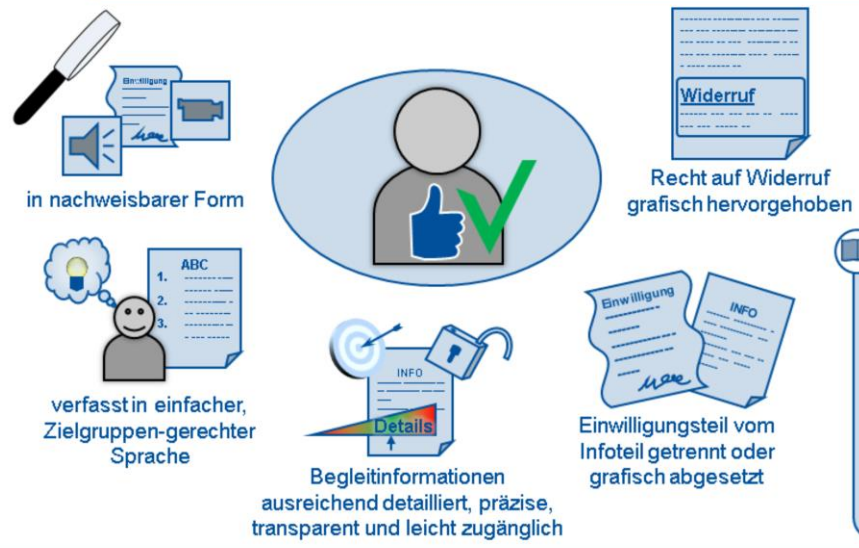 Einwilligung
in nachweisbarer Form
Widerruf
Recht auf Widerruf
grafisch hervorgehoben
ABC
1.
2.
3.
verfasst in einfacher,
Zielgruppen-gerechter
Sprache
INFO
Details
Begleitinformationen
ausreichend detailliert, präzise,
transparent und leicht zugänglich
Einwilligung
INFO
Einwilligungsteil vom
Infoteil getrennt oder
grafisch abgesetzt